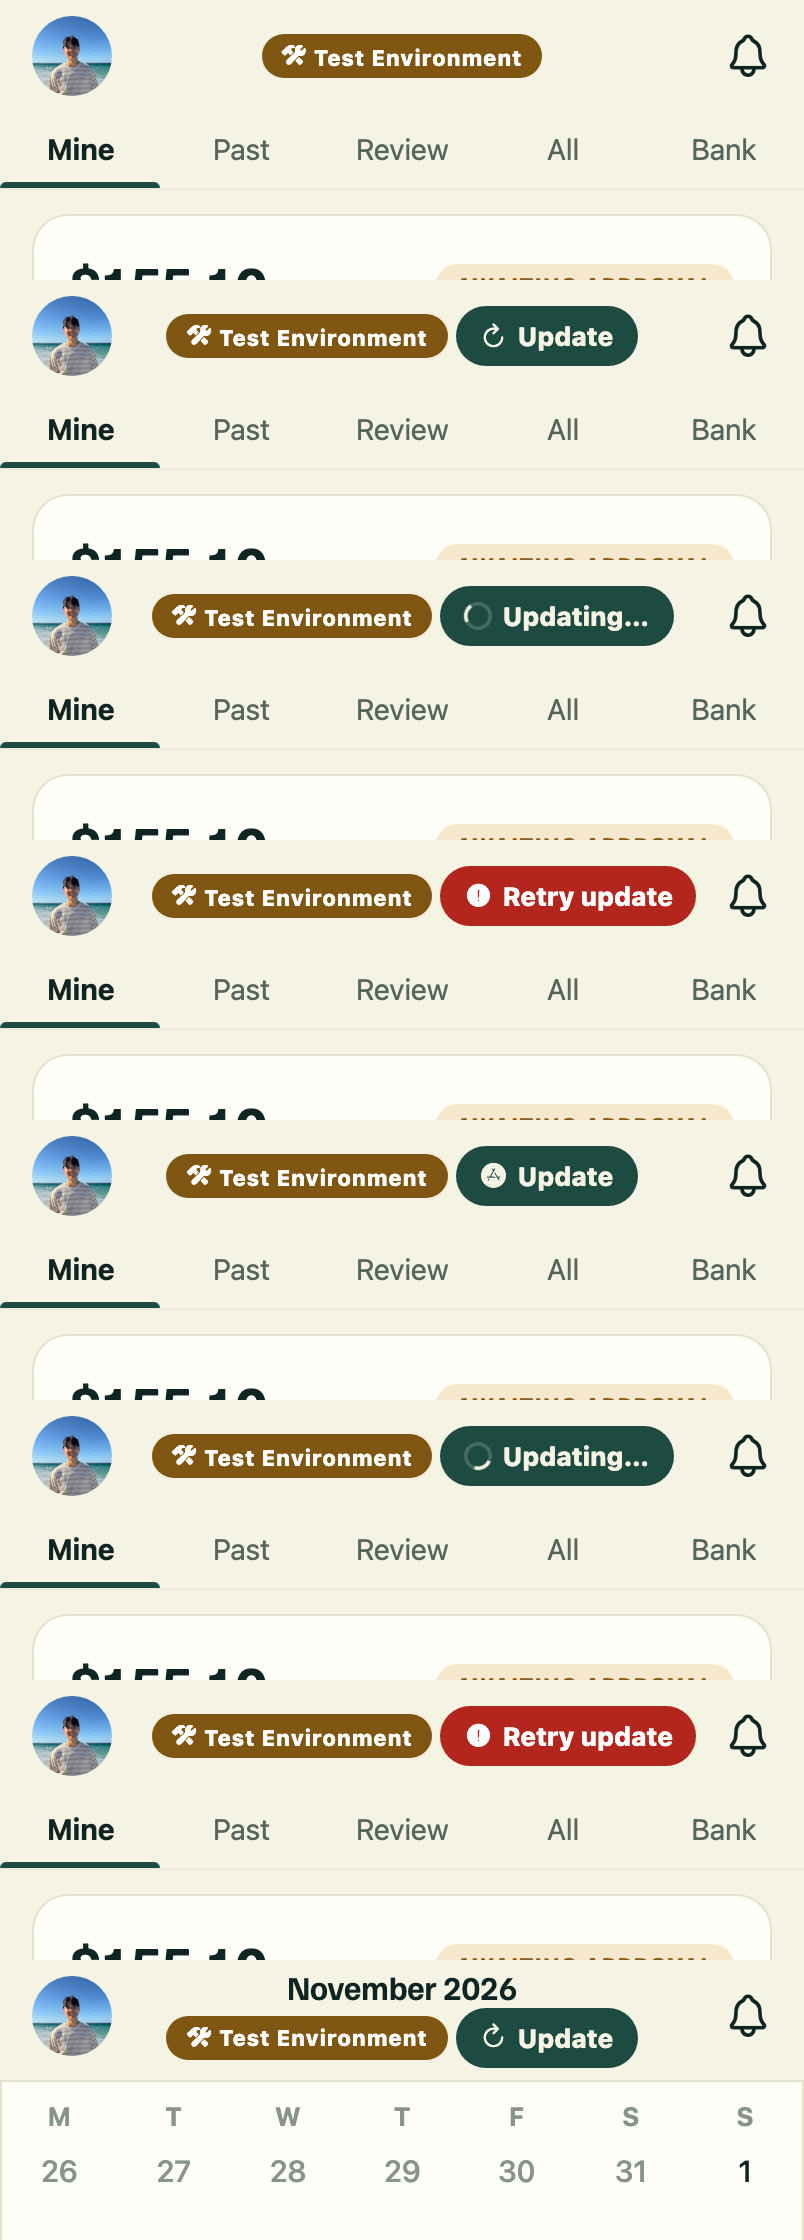 Test Environment
Mine Past Review All Bank
Test Environment Update
Mine Past Review All Bank
Test Environment Updating...
Mine Past Review All Bank
Test Environment Retry update
Mine Past Review All Bank
Test Environment Update
Mine Past Review All Bank
Test Environment Updating...
Mine Past Review All Bank
Test Environment Retry update
Mine Past Review All Bank
November 2026
Test Environment Update
M T W T F S S
26 27 28 29 30 31 1